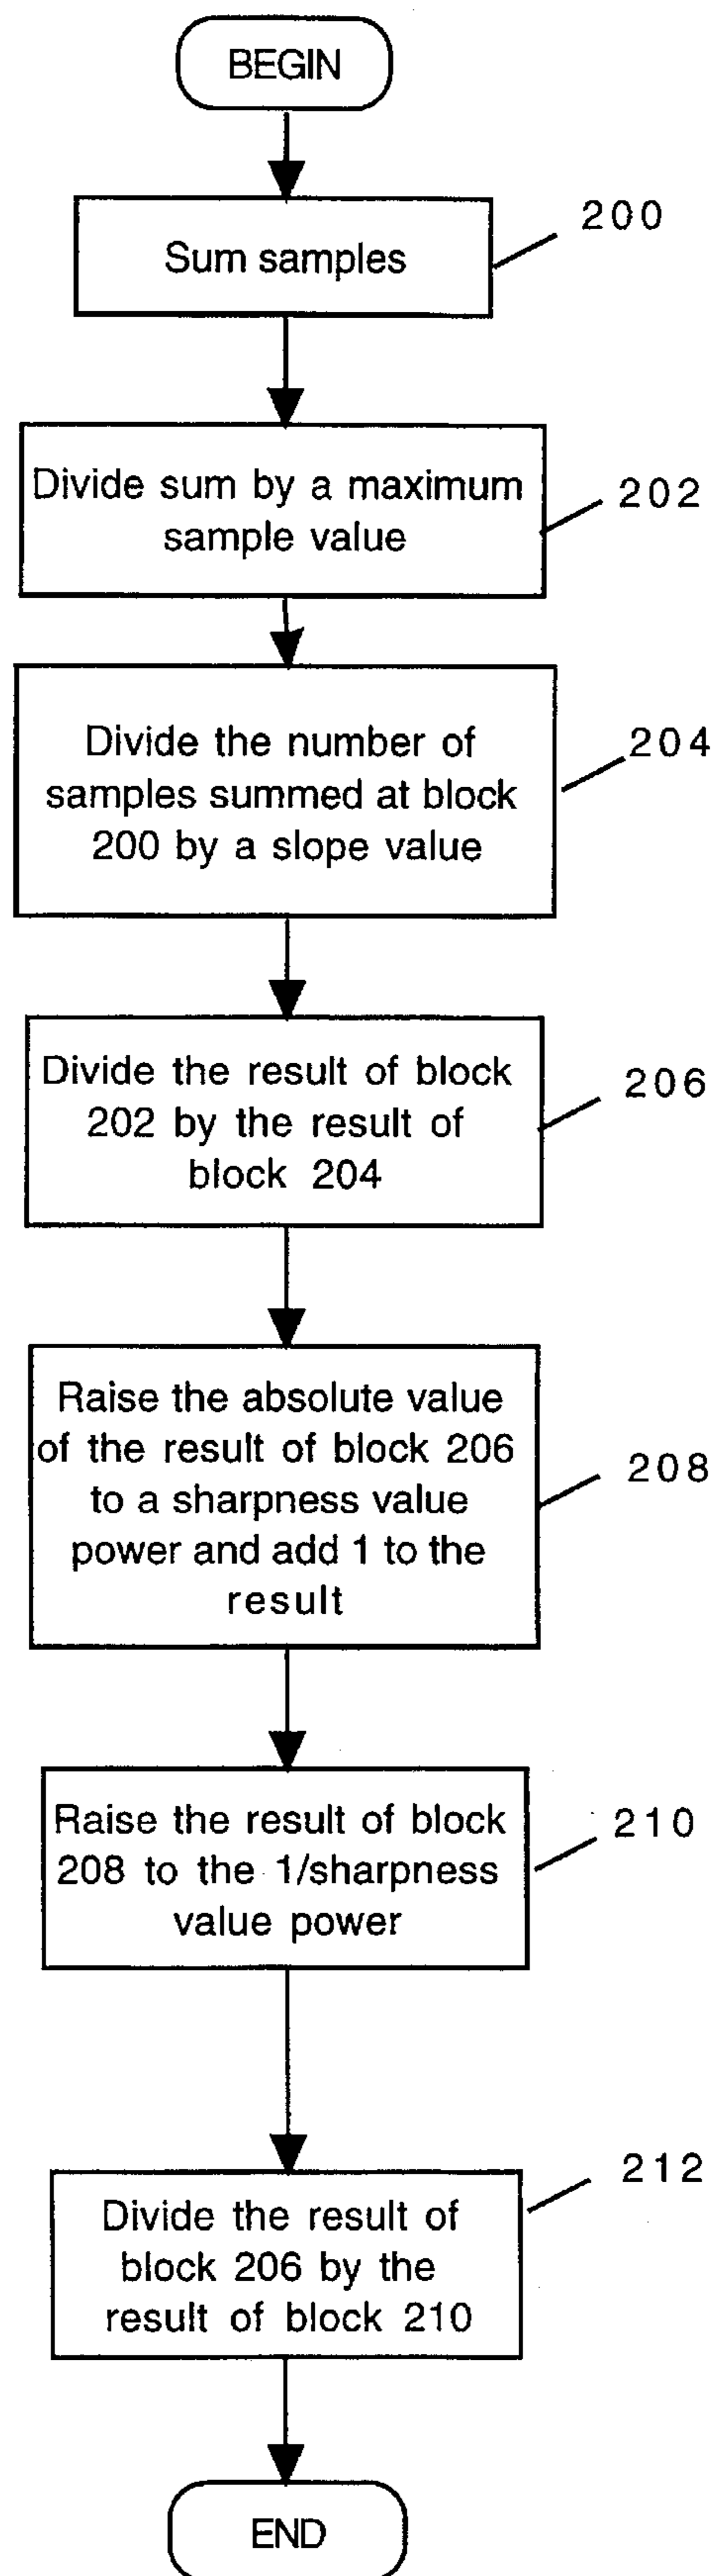 BEGIN
Sum samples
200
Divide sum by a maximum
sample value
202
Divide the number of
samples summed at block
200 by a slope value
204
Divide the result of block
202 by the result of
block 204
206
Raise the absolute value
of the result of block 206
to a sharpness value
power and add 1 to the
result
208
Raise the result of block
208 to the 1/sharpness
value power
210
Divide the result of
block 206 by the
result of block 210
212
END